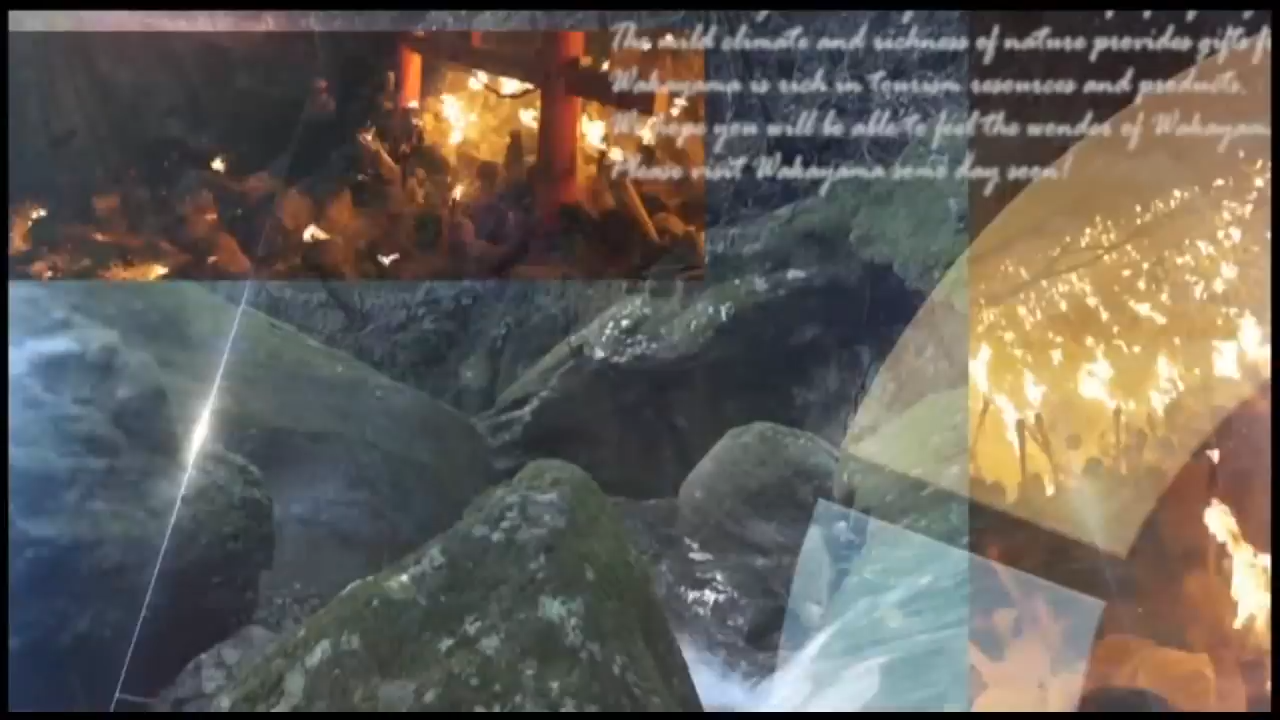 The mild climate and richness of nature provides gifts f
Wakayama is rich in tourism resources and products.
We hope you will be able to feel the wonder of Wakayam
Please visit Wakayama some day soon!